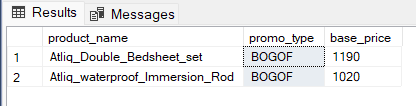 Results Messages
product_name promo_type base_price
1 Atliq_Double_Bedsheet_set BOGOF 1190
2 Atliq_waterproof_Immersion_Rod BOGOF 1020